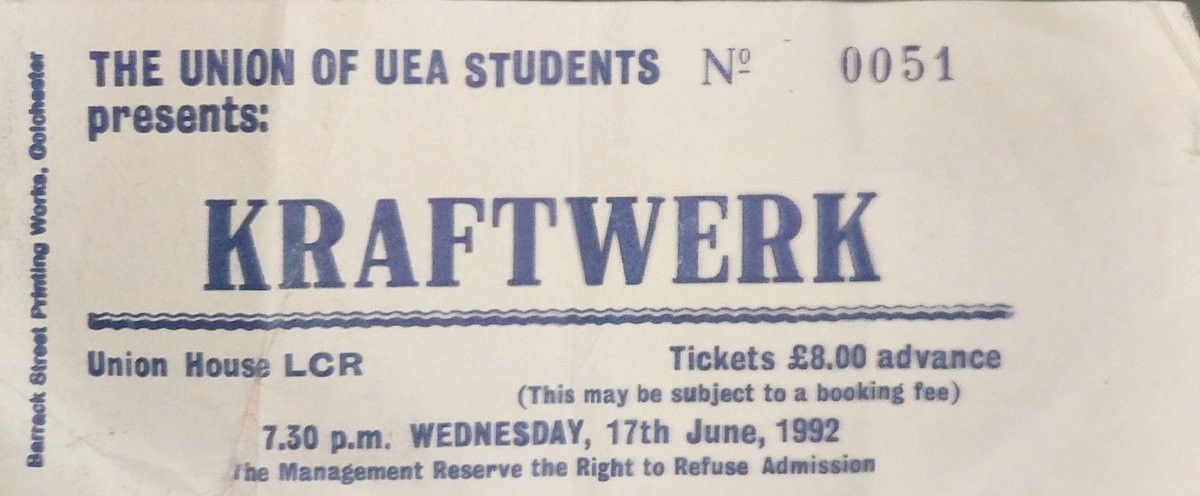 THE UNION OF UEA STUDENTS Nº 0051
presents:
KRAFTWERK
Union House LCR Tickets £8.00 advance
(This may be subject to a booking fee)
7.30 p.m. WEDNESDAY, 17th June, 1992
The Management Reserve the Right to Refuse Admission
Barrack Street Printing Works, Colchester